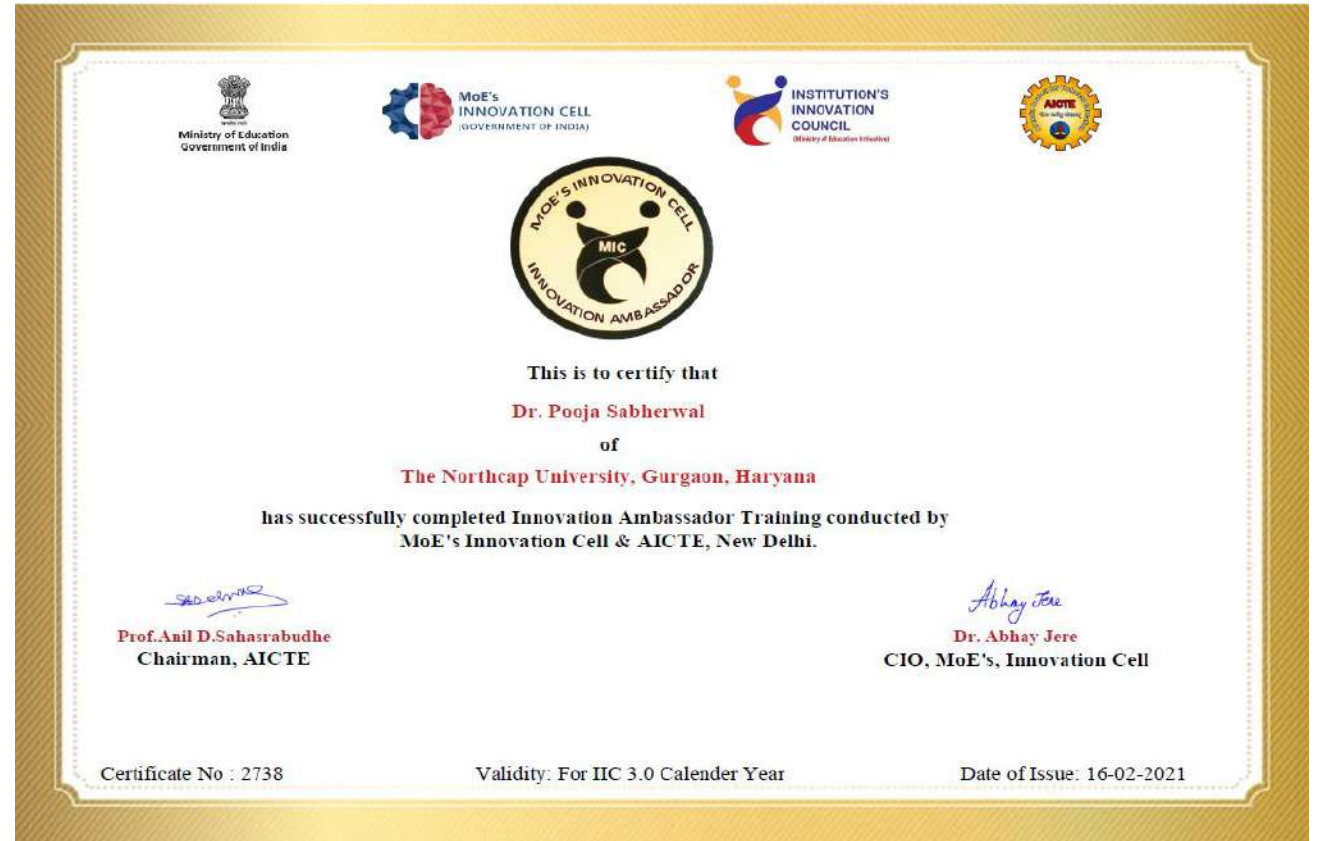 Ministry of Education
Government of India
MoE's
INNOVATION CELL
(GOVERNMENT OF INDIA)
INSTITUTION'S
INNOVATION
COUNCIL
(Ministry of Education Initiative)
AICTE
MOE'S INNOVATION CELL
MIC
INNOVATION AMBASSADOR
This is to certify that
Dr. Pooja Sabherwal
of
The Northcap University, Gurgaon, Haryana
has successfully completed Innovation Ambassador Training conducted by
MoE's Innovation Cell & AICTE, New Delhi.
Abhay Jere
Prof.Anil D.Sahasrabudhe
Chairman, AICTE
Dr. Abhay Jere
CIO, MoE's, Innovation Cell
Certificate No : 2738
Validity: For IIC 3.0 Calender Year
Date of Issue: 16-02-2021